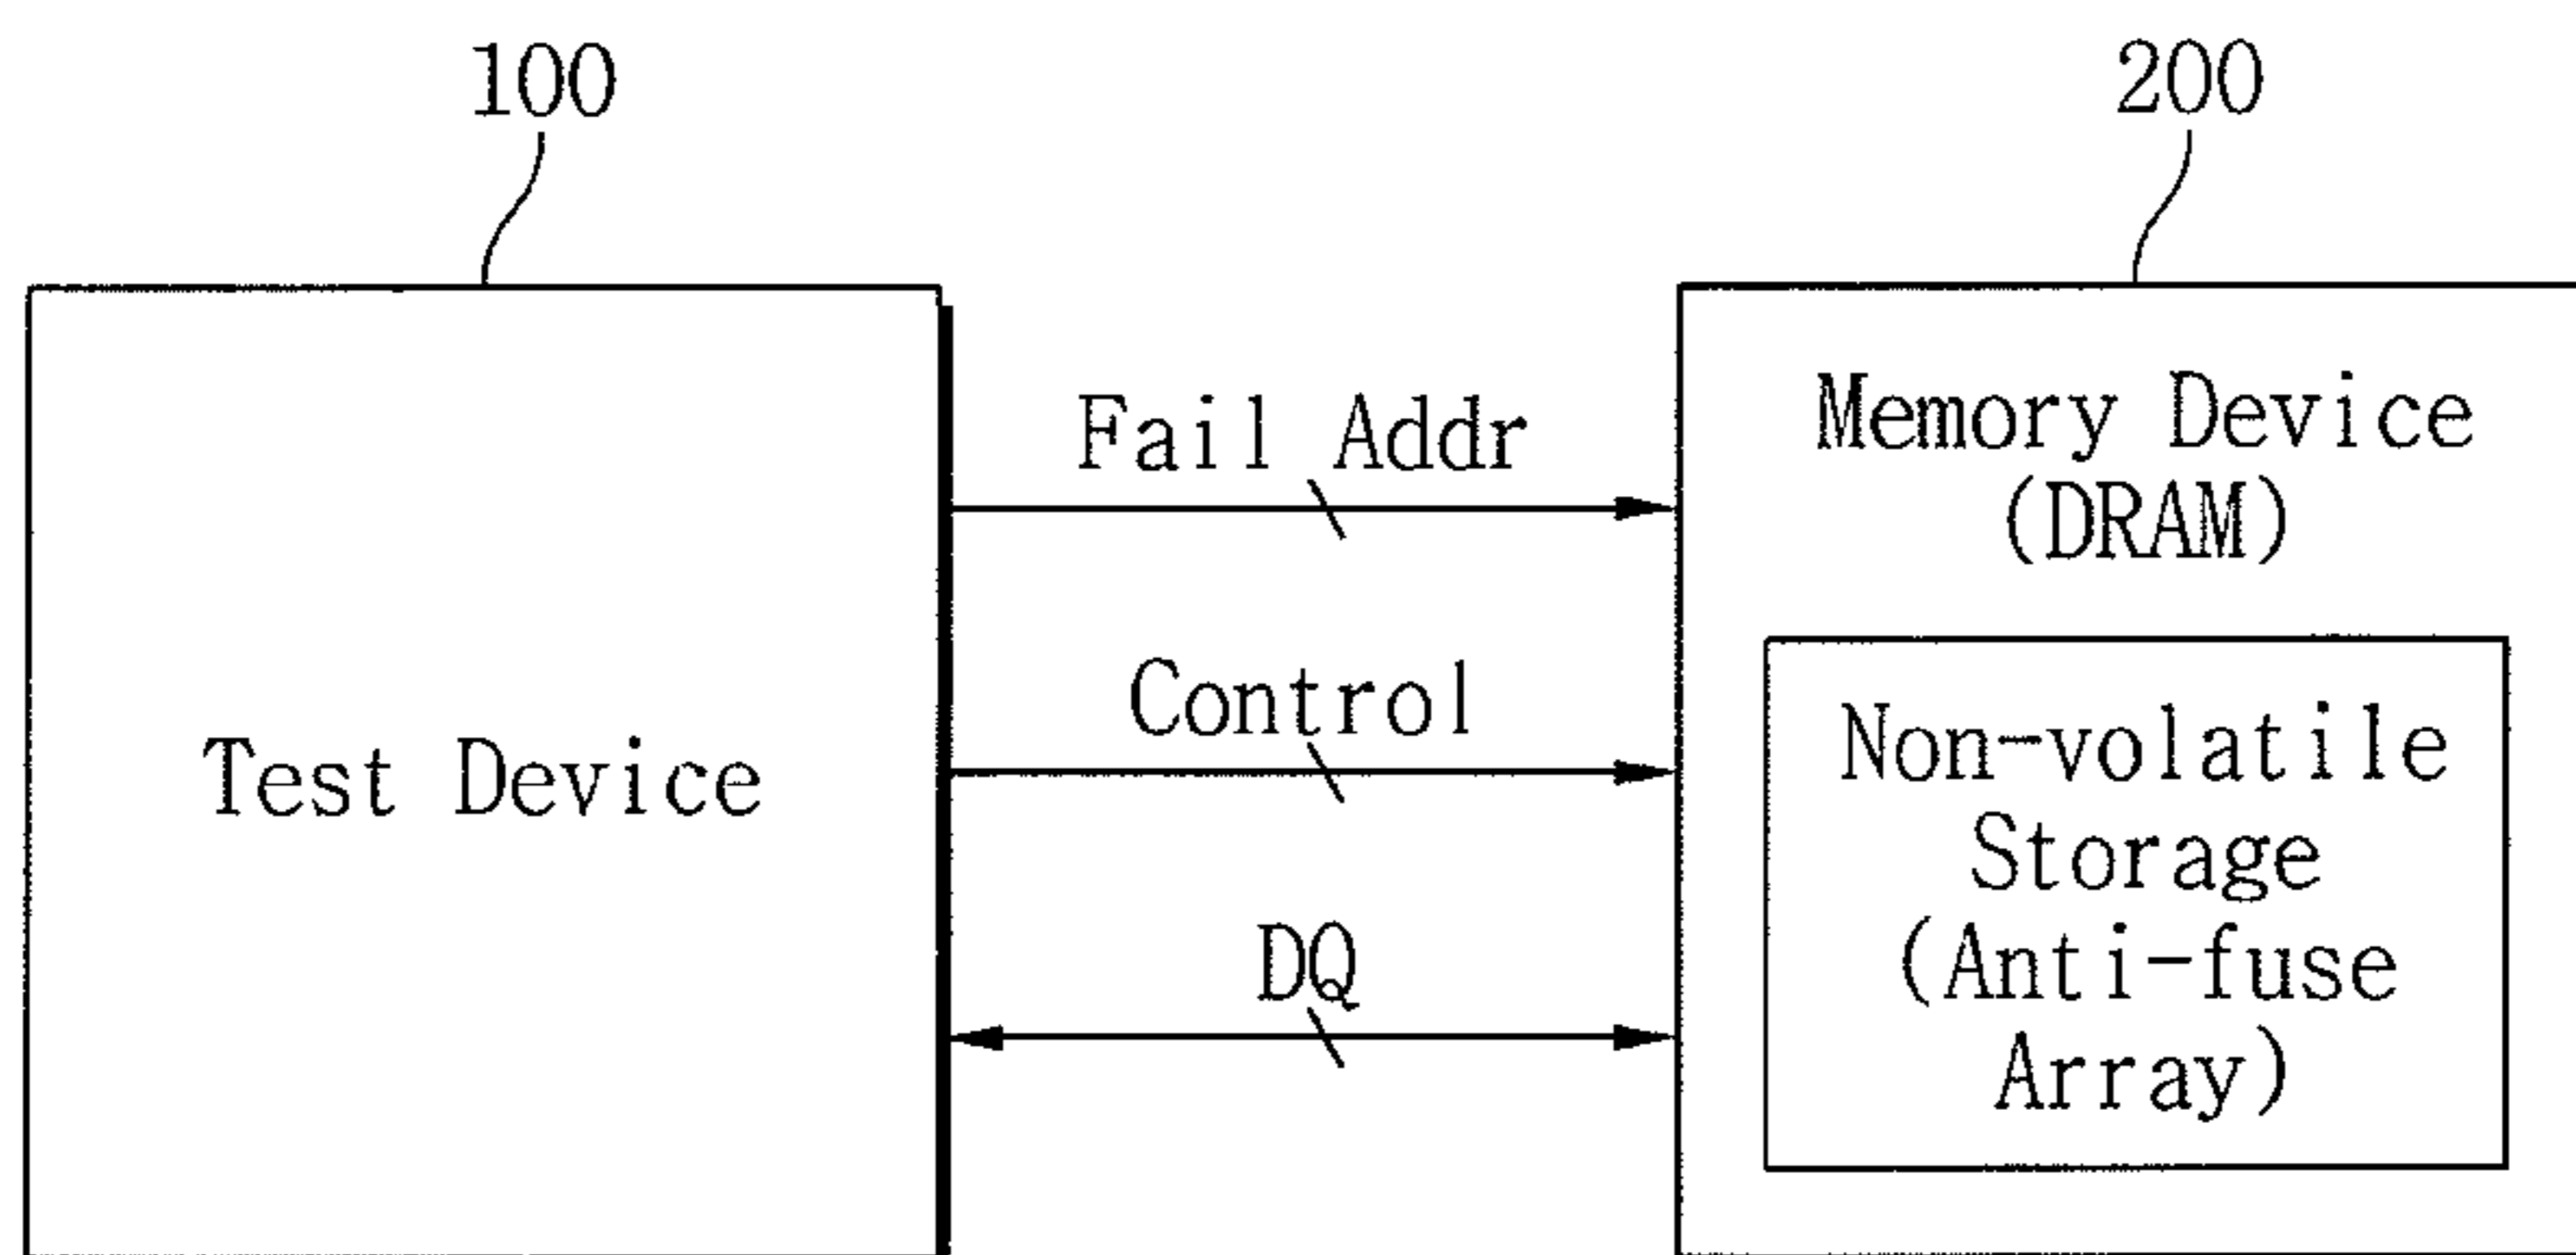 100
200
Test Device
Fail Addr
Control
DQ
Memory Device
(DRAM)
Non-volatile
Storage
(Anti-fuse
Array)